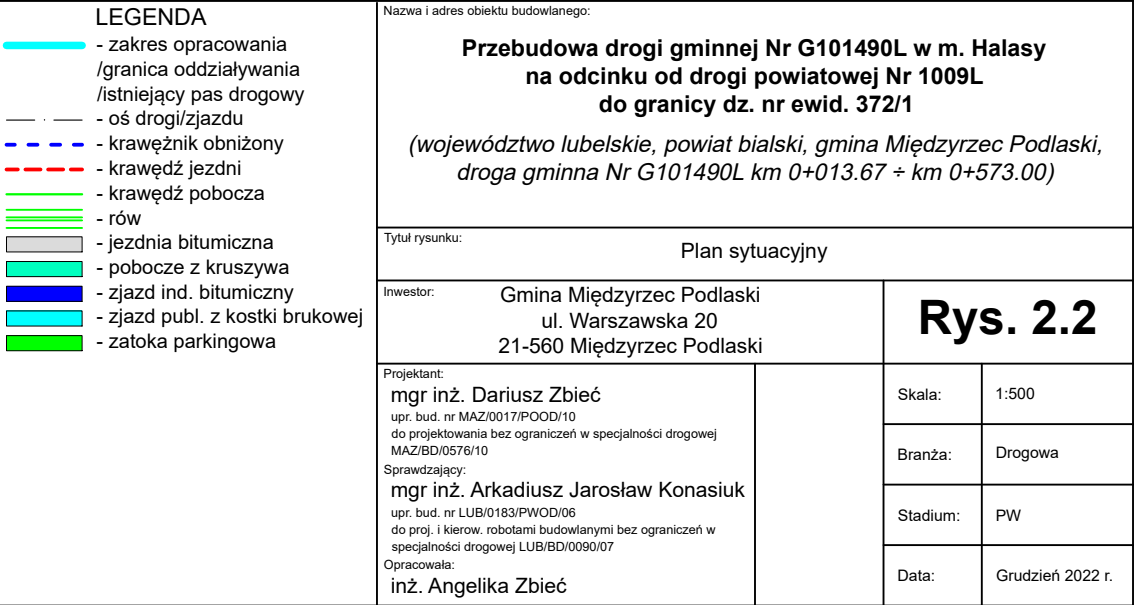 LEGENDA
- zakres opracowania
/granica oddziaływania
/istniejący pas drogowy
- oś drogi/zjazdu
- krawężnik obniżony
- krawędź jezdni
- krawędź pobocza
- rów
- jezdnia bitumiczna
- pobocze z kruszywa
- zjazd ind. bitumiczny
- zjazd publ. z kostki brukowej
- zatoka parkingowa
Nazwa i adres obiektu budowlanego:
Przebudowa drogi gminnej Nr G101490L w m. Halasy
na odcinku od drogi powiatowej Nr 1009L
do granicy dz. nr ewid. 372/1
(województwo lubelskie, powiat bialski, gmina Międzyrzec Podlaski,
droga gminna Nr G101490L km 0+013.67 ÷ km 0+573.00)
Tytuł rysunku:
Plan sytuacyjny
Inwestor:
Gmina Międzyrzec Podlaski
ul. Warszawska 20
21-560 Międzyrzec Podlaski
Rys. 2.2
Projektant:
mgr inż. Dariusz Zbieć
upr. bud. nr MAZ/0017/POOD/10
do projektowania bez ograniczeń w specjalności drogowej
MAZ/BD/0576/10
Sprawdzający:
mgr inż. Arkadiusz Jarosław Konasiuk
upr. bud. nr LUB/0183/PWOD/06
do proj. i kierow. robotami budowlanymi bez ograniczeń w
specjalności drogowej LUB/BD/0090/07
Opracowała:
inż. Angelika Zbieć
Skala: 1:500
Branża: Drogowa
Stadium: PW
Data: Grudzień 2022 r.